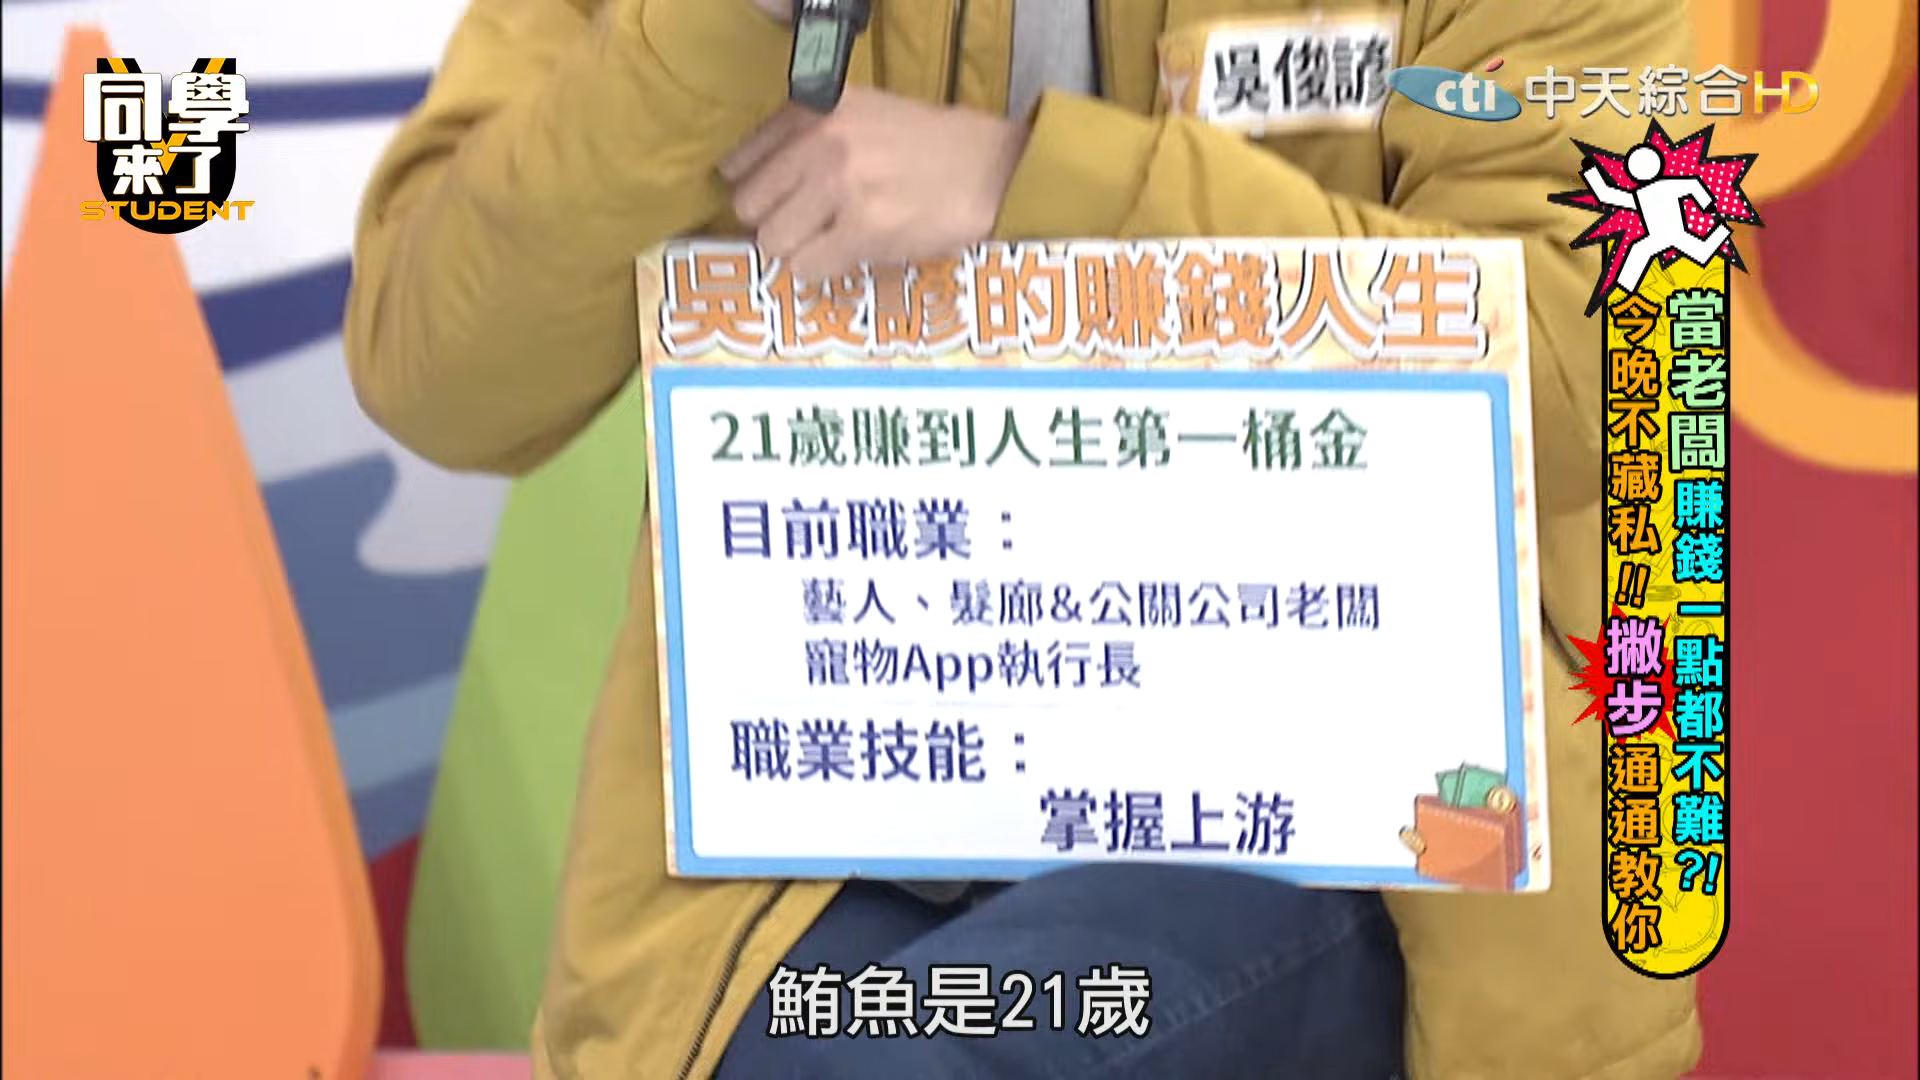 同學
來了
STUDENT
吳俊諺
cti 中天綜合HD
當老闆賺錢一點都不難?!
今晚不藏私!!撇步通通教你
吳俊諺的賺錢人生
21歲賺到人生第一桶金
目前職業：
藝人、髮廊&公關公司老闆
寵物App執行長
職業技能：
掌握上游
鮪魚是21歲